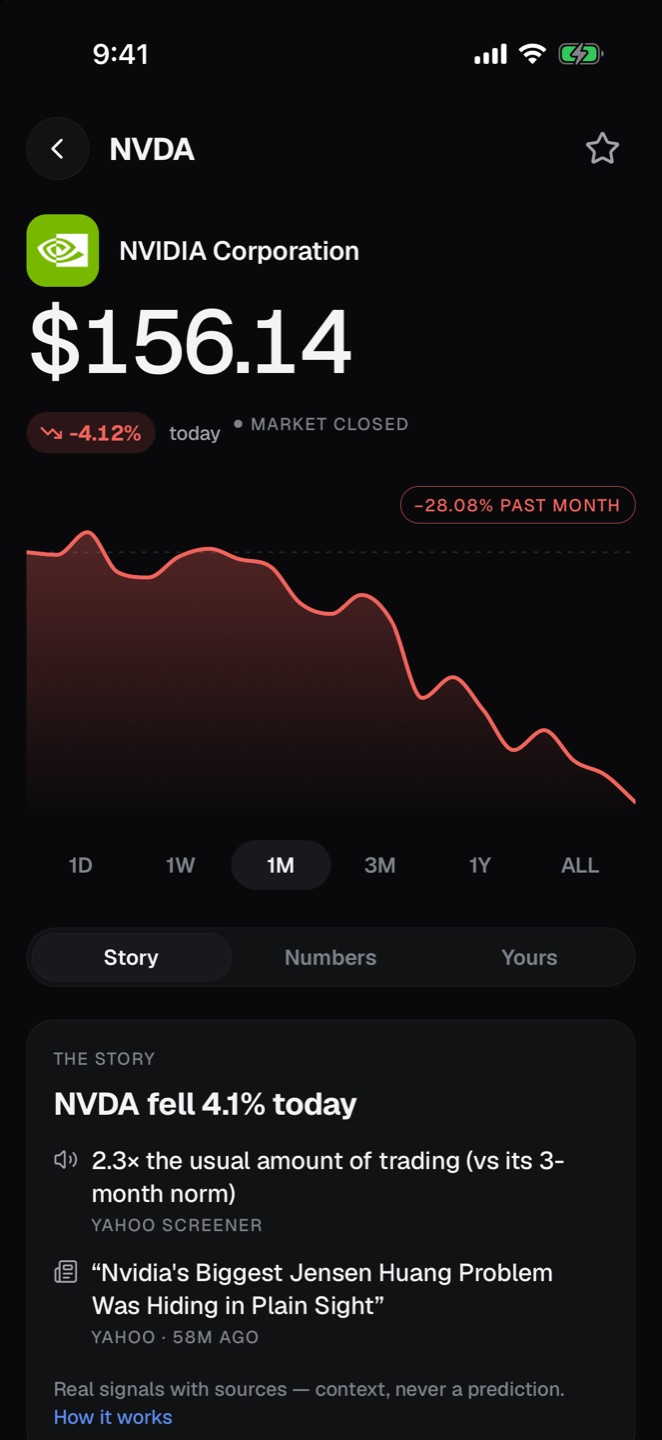 9:41
NVDA
NVIDIA Corporation
$156.14
-4.12% today • MARKET CLOSED
−28.08% PAST MONTH
1D 1W 1M 3M 1Y ALL
Story Numbers Yours
THE STORY
NVDA fell 4.1% today
2.3× the usual amount of trading (vs its 3-
month norm)
YAHOO SCREENER
“Nvidia's Biggest Jensen Huang Problem
Was Hiding in Plain Sight”
YAHOO · 58M AGO
Real signals with sources — context, never a prediction.
How it works